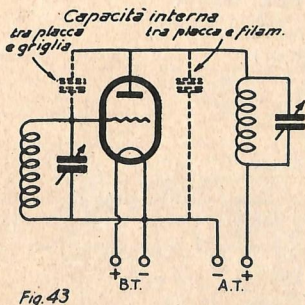 Capacità interna
tra placca e griglia
tra placca e filam.
+ B.T. -
- A.T. +
Fig. 43